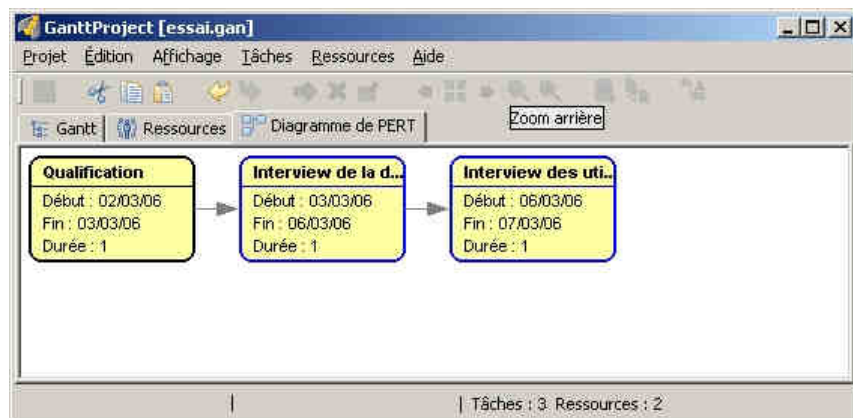 GanttProject [essai.gan]
Projet Édition Affichage Tâches Ressources Aide
Zoom arrière
Gantt Ressources Diagramme de PERT
Qualification
Début : 02/03/06
Fin : 03/03/06
Durée : 1
Interview de la d...
Début : 03/03/06
Fin : 06/03/06
Durée : 1
Interview des uti...
Début : 06/03/06
Fin : 07/03/06
Durée : 1
Tâches : 3 Ressources : 2